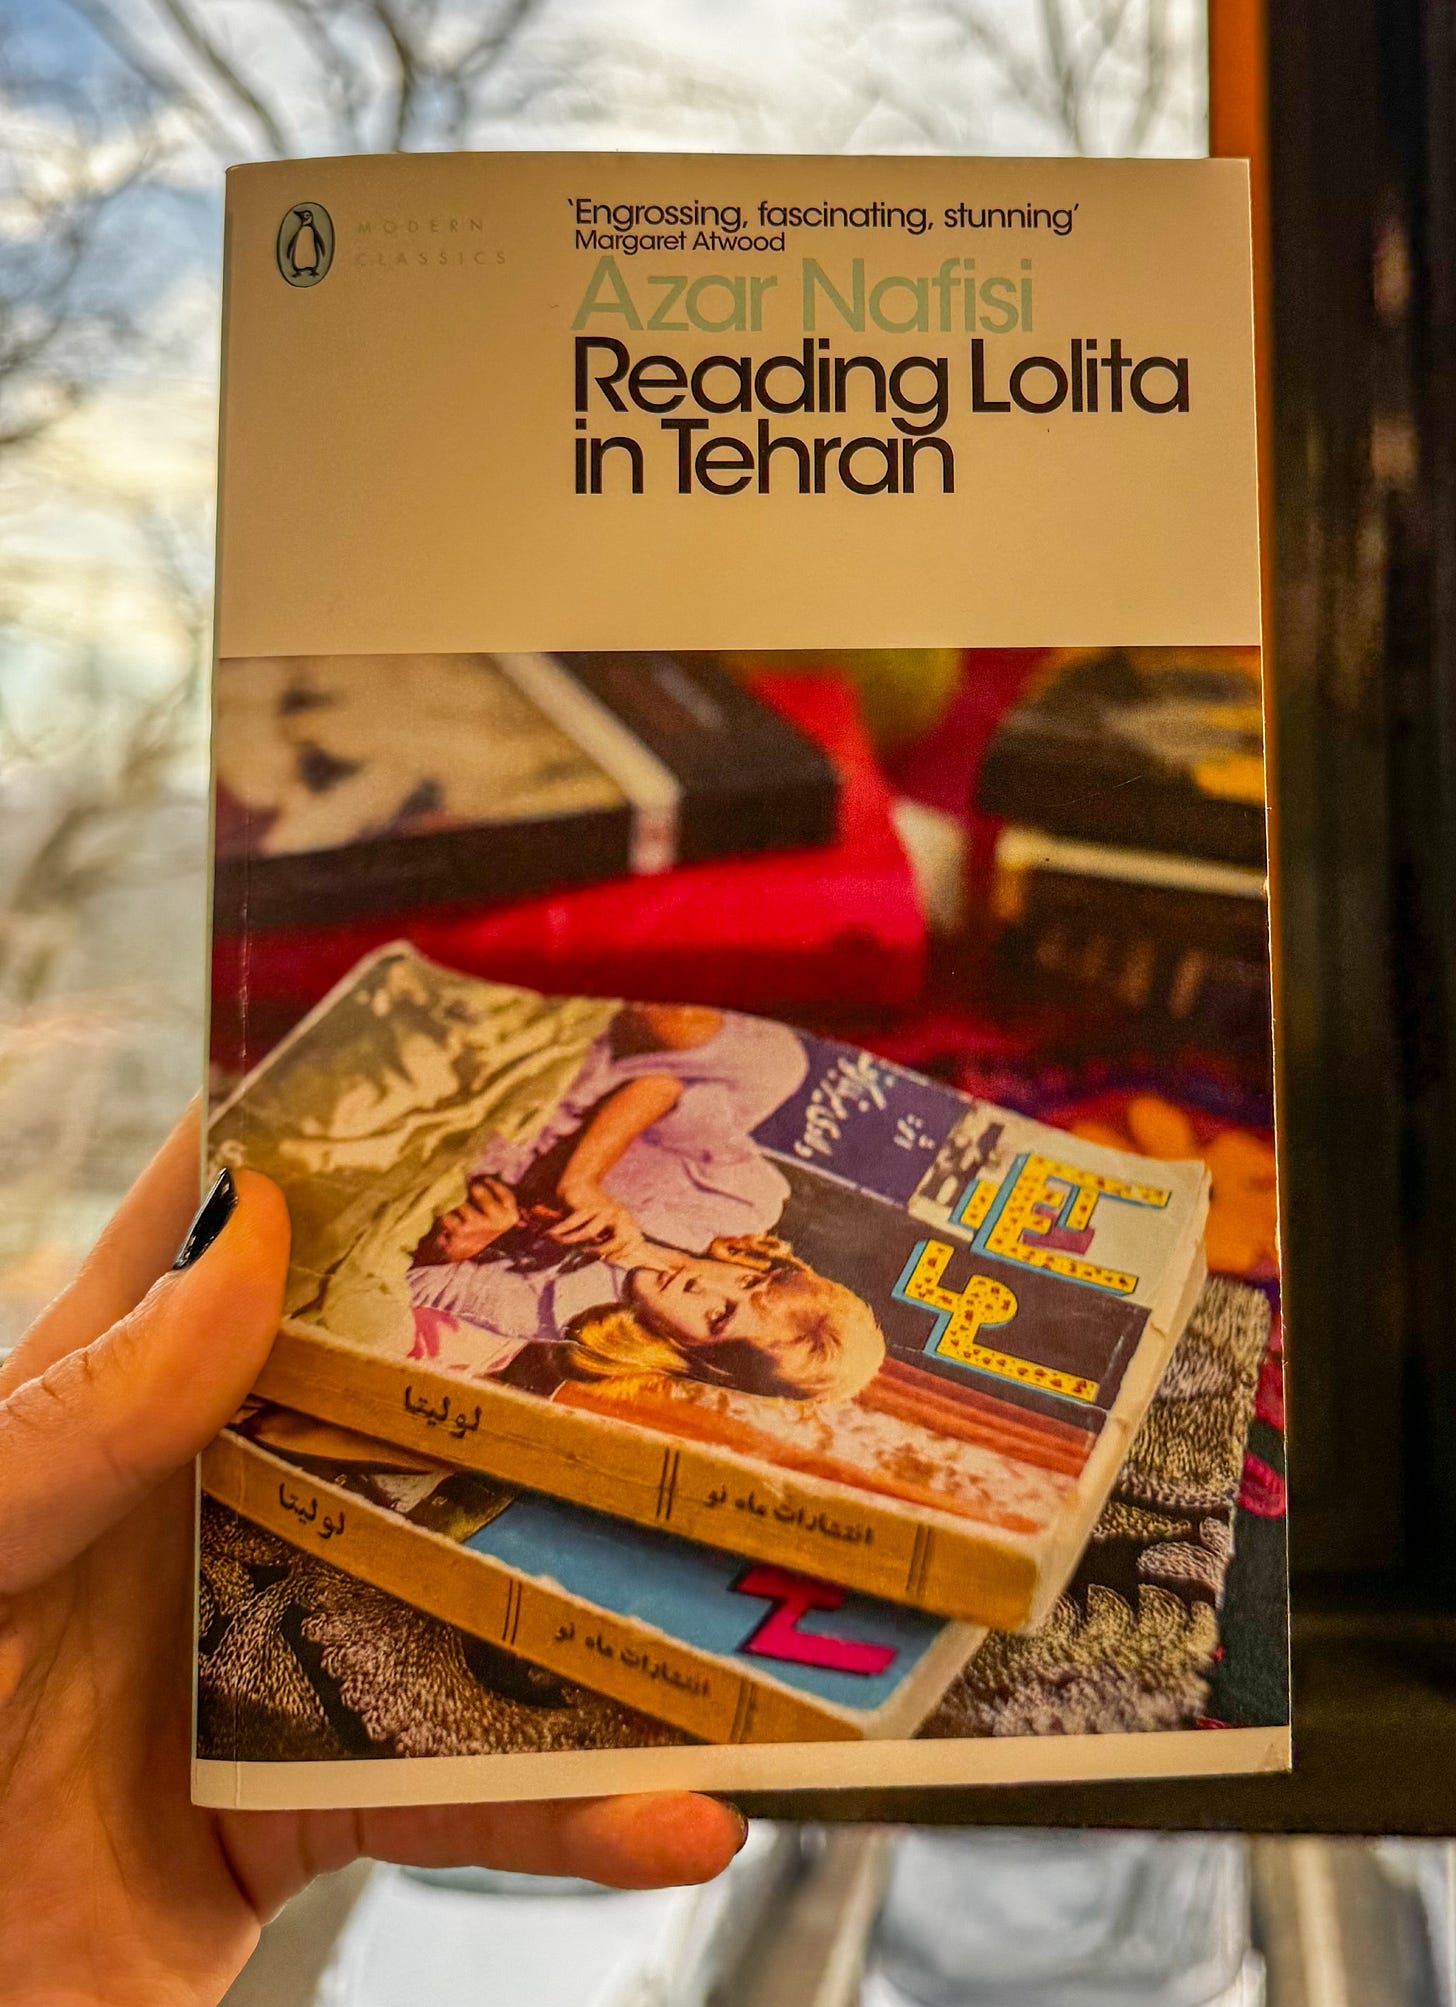 MODERN
CLASSICS
‘Engrossing, fascinating, stunning’
Margaret Atwood
Azar Nafisi
Reading Lolita
in Tehran
لولیتا
انتشارات ماه نو
لولیتا
انتشارات ماه نو